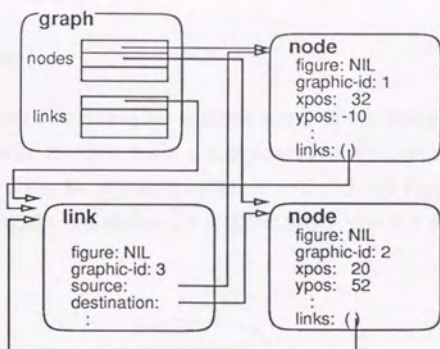 graph
nodes
links
node
figure: NIL
graphic-id: 1
xpos: 32
ypos: -10
:
links: ( )
link
figure: NIL
graphic-id: 3
source:
destination:
:
node
figure: NIL
graphic-id: 2
xpos: 20
ypos: 52
:
links: ( )